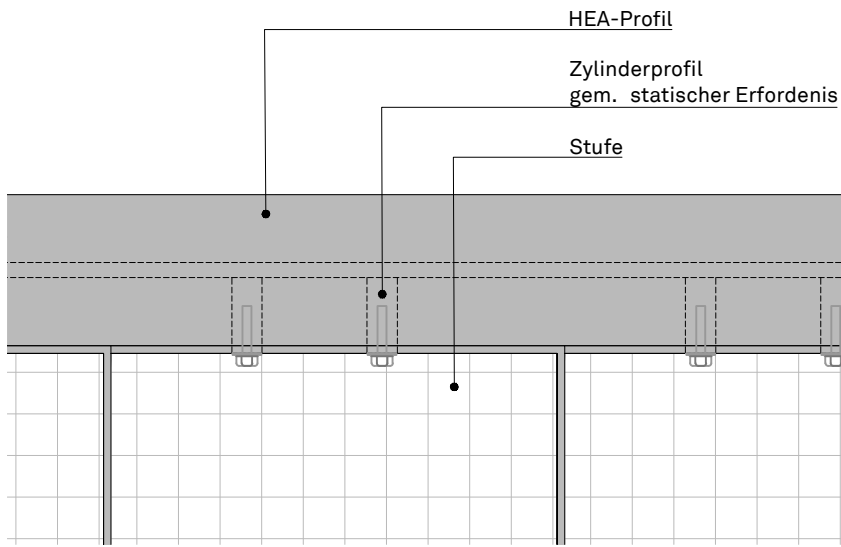 HEA-Profil
Zylinderprofil
gem. statischer Erfordenis
Stufe